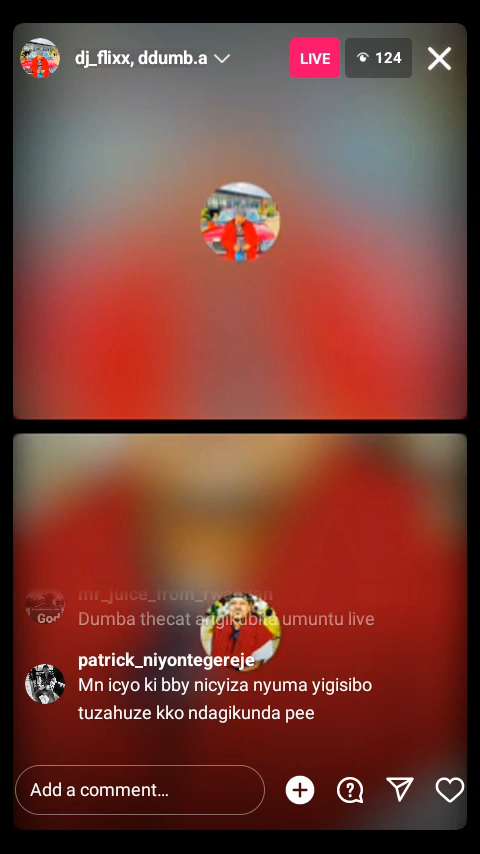 dj_flixx, ddumb.a
LIVE
124
Dumba thecat arigikubita umuntu live
patrick_niyontegereje
Mn icyo ki bby nicyiza nyuma yigisibo
tuzahuze kko ndagikunda pee
Add a comment...